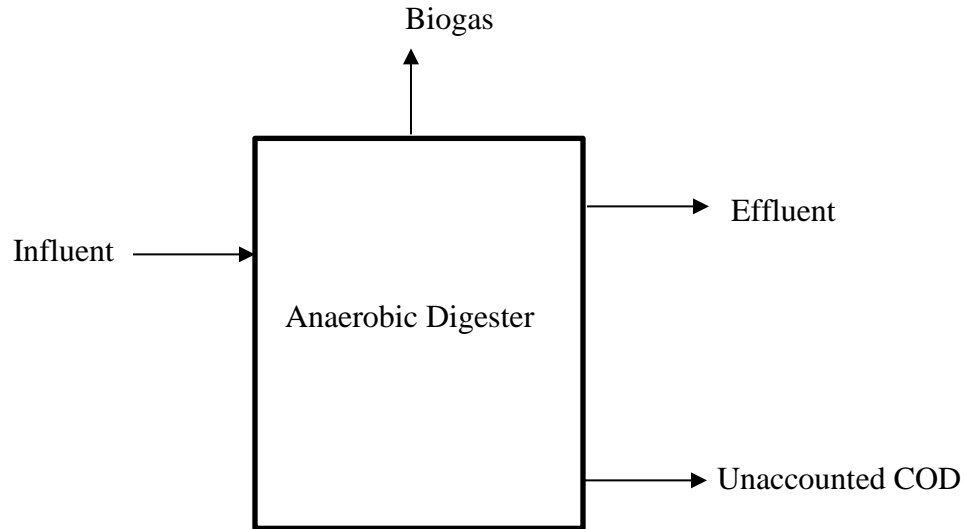 Biogas
Effluent
Influent
Anaerobic Digester
Unaccounted COD